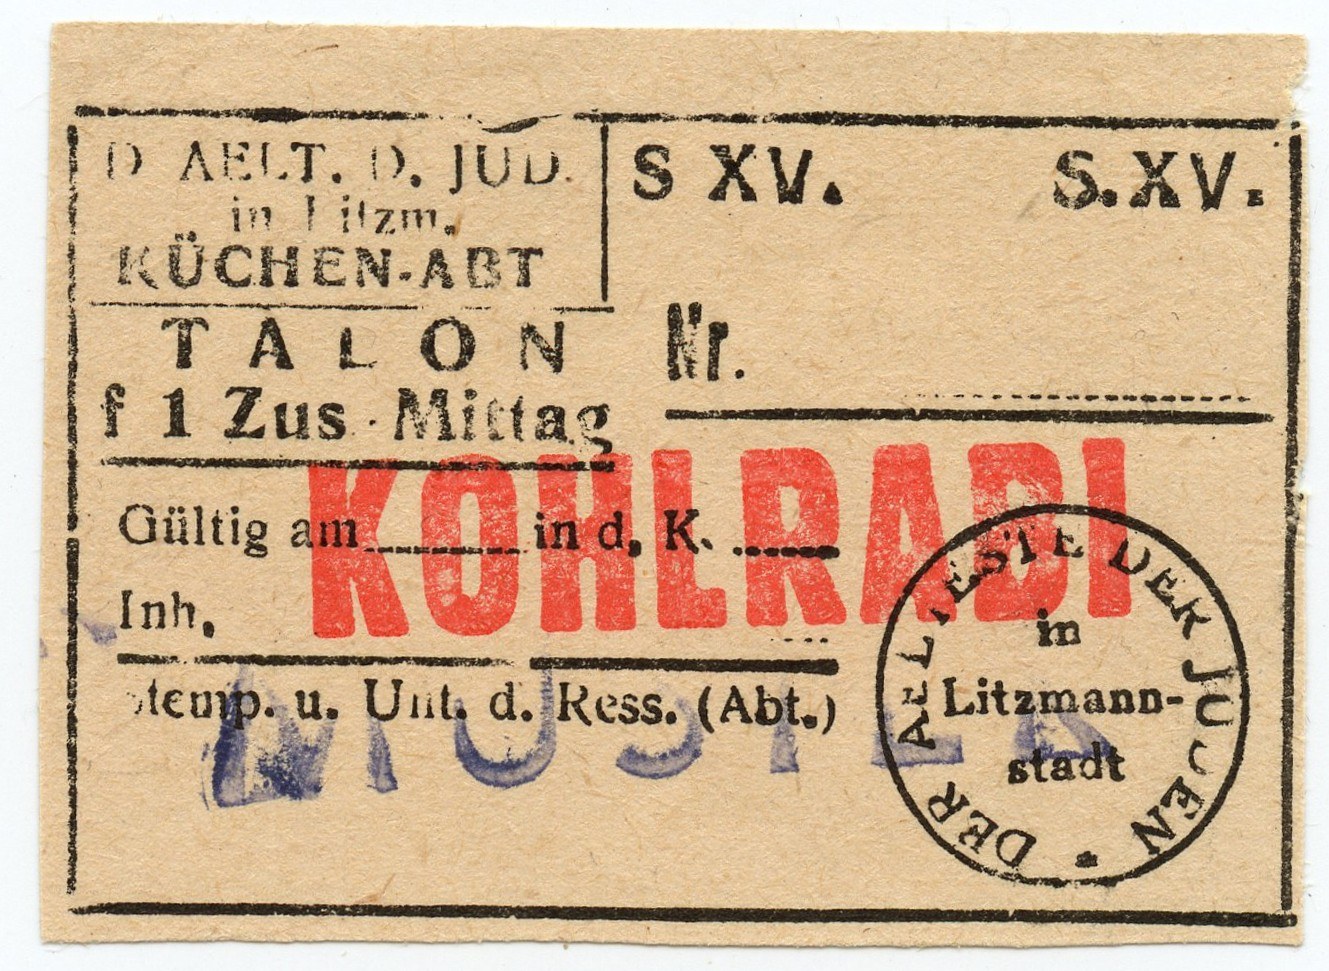 D AELT. D. JUD.
in Litzm.
KÜCHEN-ABT
S XV. S.XV.
TALON
f 1 Zus. Mittag
Nr.
KOHLRABI
Gültig am in d. K.
Inh.
Stemp. u. Unt. d. Ress. (Abt.)
MUSTER
DER AELTESTE DER JUDEN
in
Litzmann-
stadt